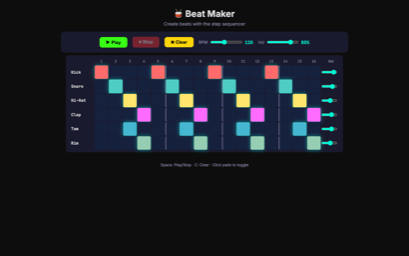 🥁 Beat Maker
Create beats with the step sequencer
▶ Play ■ Stop ■ Clear BPM 120 Vol 80%
1 2 3 4 5 6 7 8 9 10 11 12 13 14 15 16 Vol
Kick
Snare
Hi-Hat
Clap
Tom
Rim
Space: Play/Stop · C: Clear · Click pads to toggle